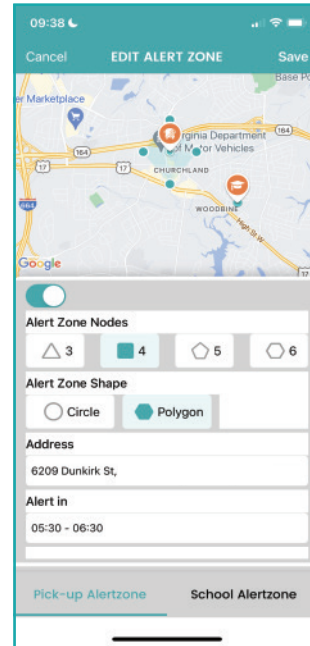 09:38
Cancel EDIT ALERT ZONE Save
Base Po
er Marketplace
164
rginia Department
of Motor Vehicles
164
17
17
CHURCHLAND
WOODBINE
664
High St W
Google
17
Alert Zone Nodes
3 4 5 6
Alert Zone Shape
Circle Polygon
Address
6209 Dunkirk St,
Alert in
05:30 - 06:30
Pick-up Alertzone School Alertzone